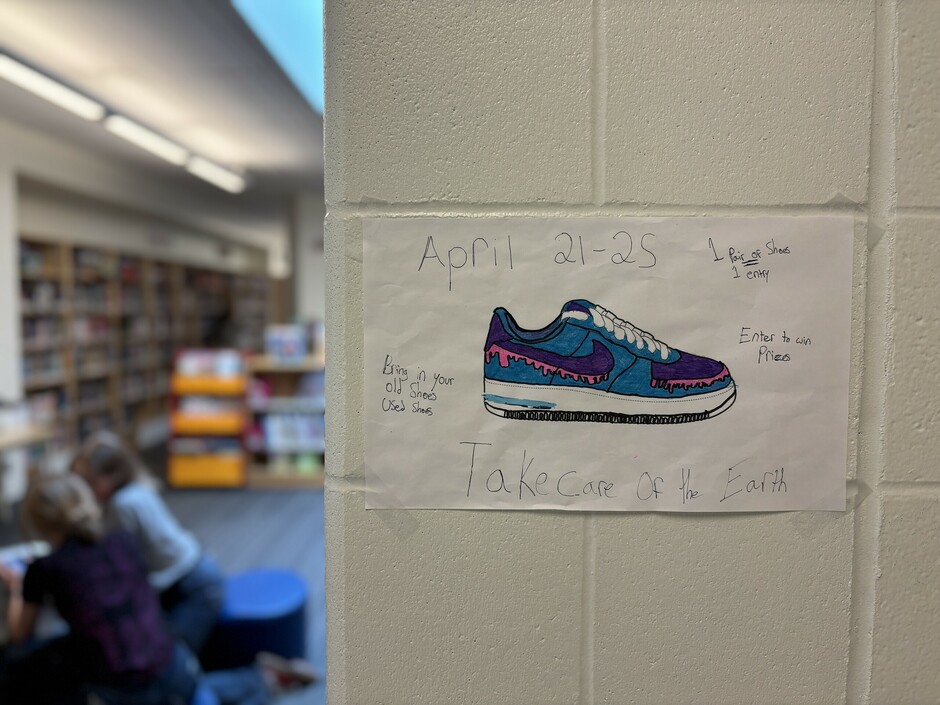 April 21-25
1 Pair of Shoes
1 entry
Enter to win
Prizes
Bring in your
old Shoes
Used Shoes
Take Care Of the Earth